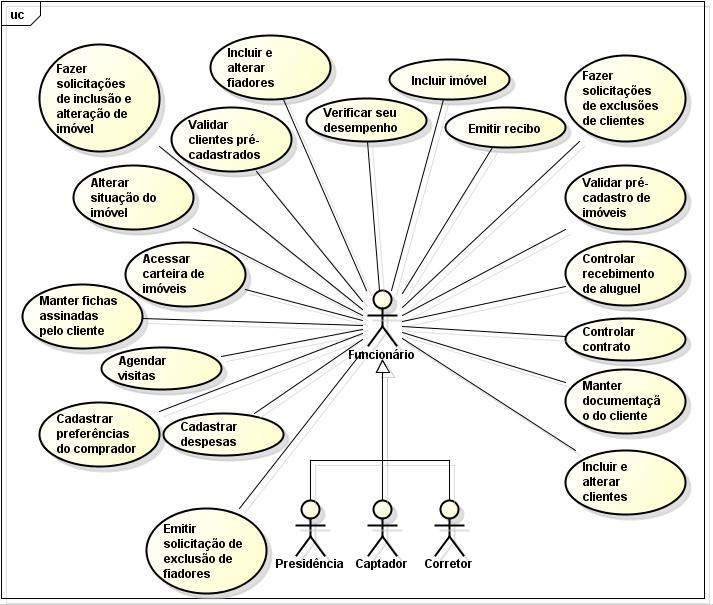 uc
Fazer
solicitações
de inclusão e
alteração de
imóvel
Incluir e
alterar
fiadores
Incluir imóvel
Fazer
solicitações
de exclusões
de clientes
Validar
clientes pré-
cadastrados
Verificar seu
desempenho
Emitir recibo
Alterar
situação do
imóvel
Validar pré-
cadastro de
imóveis
Acessar
carteira de
imóveis
Controlar
recebimento
de aluguel
Manter fichas
assinadas
pelo cliente
Controlar
contrato
Funcionário
Agendar
visitas
Manter
documentaçã
o do cliente
Cadastrar
preferências
do comprador
Cadastrar
despesas
Incluir e
alterar
clientes
Emitir
solicitação de
exclusão de
fiadores
Presidência
Captador
Corretor